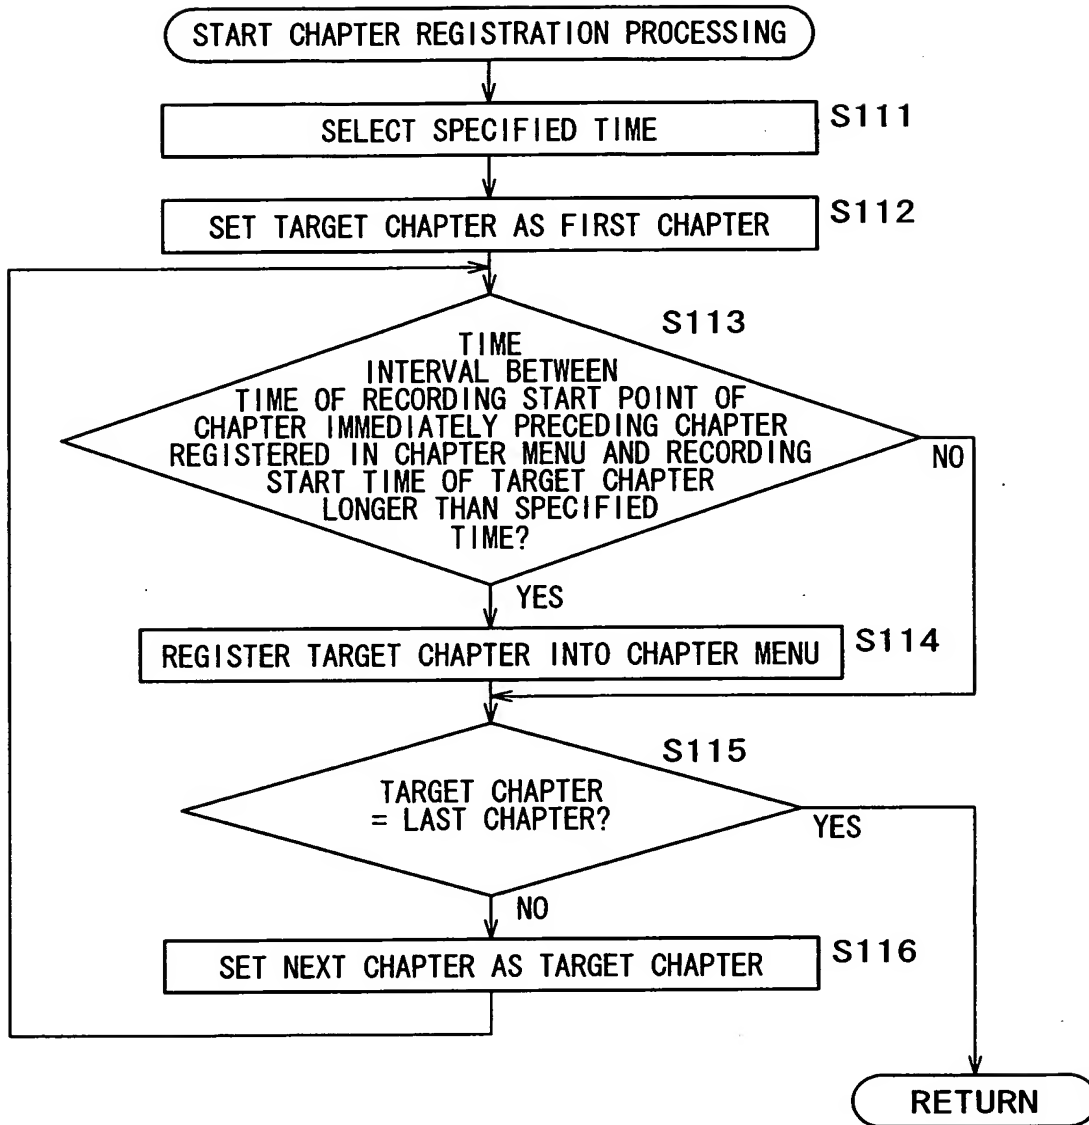 START CHAPTER REGISTRATION PROCESSING
SELECT SPECIFIED TIME
S111
SET TARGET CHAPTER AS FIRST CHAPTER
S112
S113
TIME
INTERVAL BETWEEN
TIME OF RECORDING START POINT OF
CHAPTER IMMEDIATELY PRECEDING CHAPTER
REGISTERED IN CHAPTER MENU AND RECORDING
START TIME OF TARGET CHAPTER
LONGER THAN SPECIFIED
TIME?
NO
YES
REGISTER TARGET CHAPTER INTO CHAPTER MENU
S114
S115
TARGET CHAPTER
= LAST CHAPTER?
YES
NO
SET NEXT CHAPTER AS TARGET CHAPTER
S116
RETURN